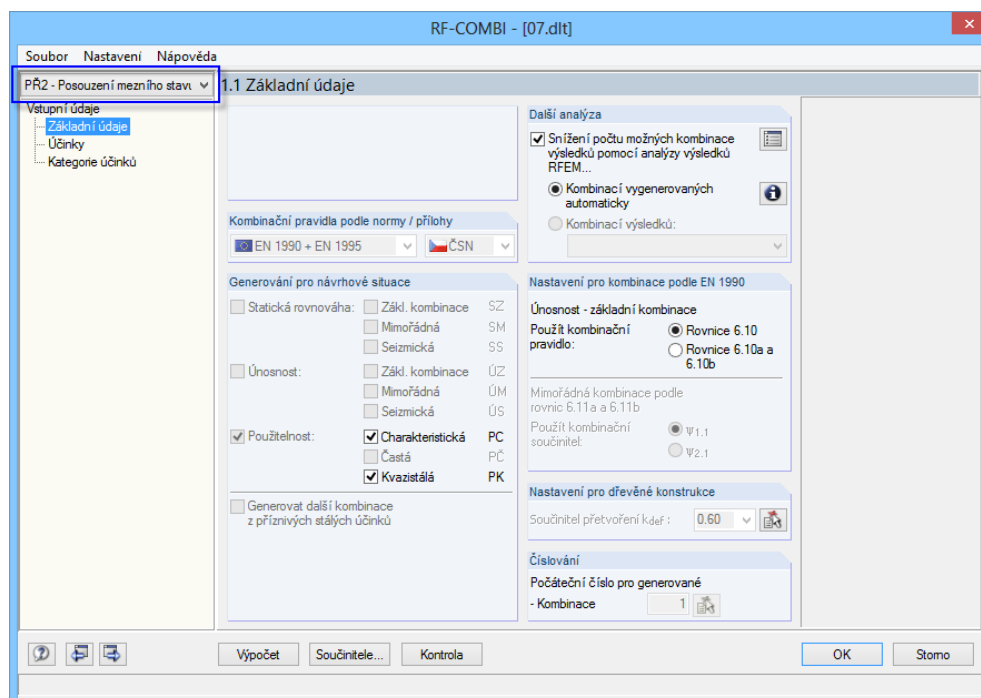 RF-COMBI - [07.dlt]
Soubor Nastavení Nápověda
PŘ2 - Posouzení mezního stavu
1.1 Základní údaje
Vstupní údaje
Základní údaje
Účinky
Kategorie účinků
Kombinační pravidla podle normy / přílohy
EN 1990 + EN 1995
ČSN
Generování pro návrhové situace
Statická rovnováha:
Zákl. kombinace SZ
Mimořádná SM
Seizmická SS
Únosnost:
Zákl. kombinace ÚZ
Mimořádná ÚM
Seizmická ÚS
Použitelnost:
Charakteristická PC
Častá PČ
Kvazistálá PK
Generovat další kombinace
z příznivých stálých účinků
Další analýza
Snížení počtu možných kombinace
výsledků pomocí analýzy výsledků
RFEM...
Kombinací vygenerovaných
automaticky
Kombinací výsledků:
Nastavení pro kombinace podle EN 1990
Únosnost - základní kombinace
Použít kombinační
pravidlo:
Rovnice 6.10
Rovnice 6.10a a
6.10b
Mimořádná kombinace podle
rovnic 6.11a a 6.11b
Použít kombinační
součinitel:
Ψ1.1
Ψ2.1
Nastavení pro dřevěné konstrukce
Součinitel přetvoření kdef : 0.60
Číslování
Počáteční číslo pro generované
- Kombinace 1
Výpočet
Součinitele...
Kontrola
OK
Storno